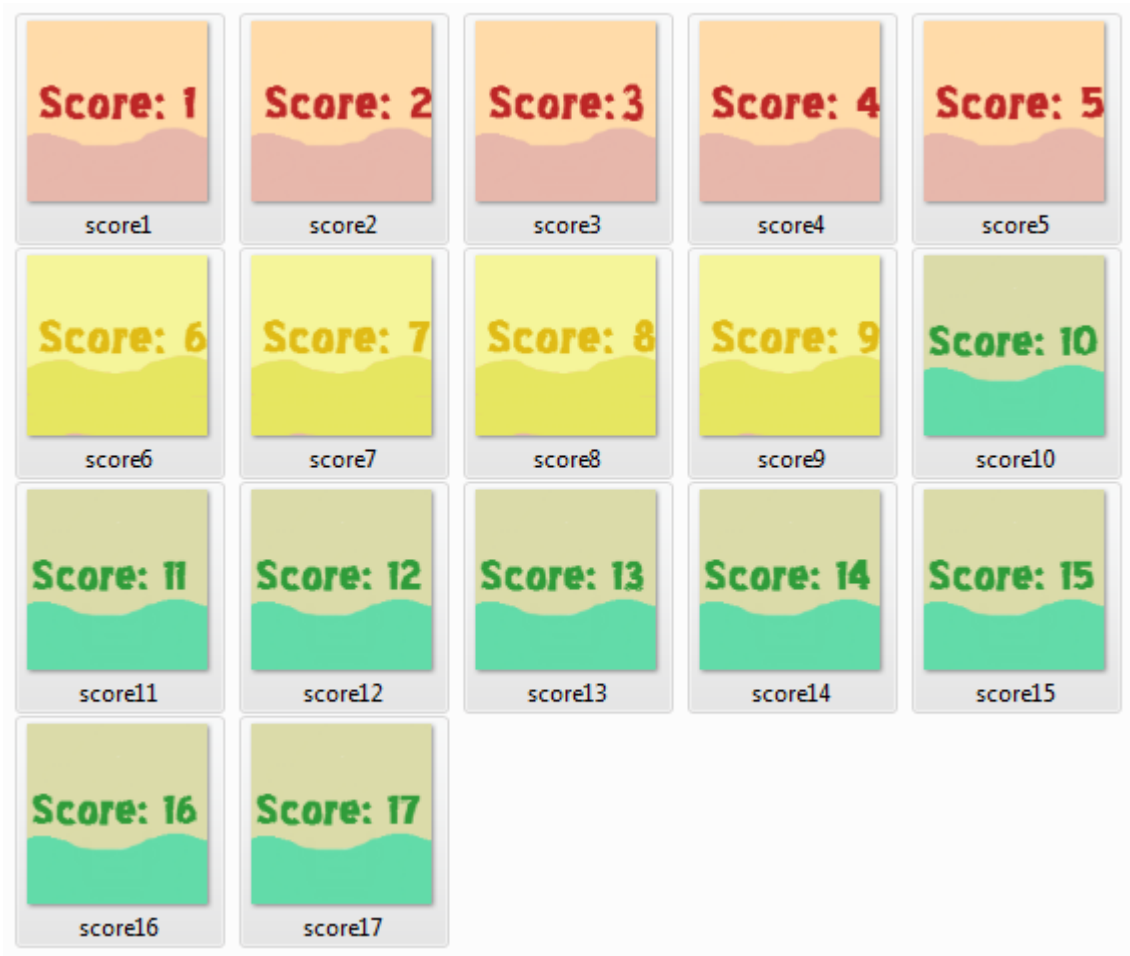 Score: 1 Score: 2 Score:3 Score: 4 Score: 5
score1 score2 score3 score4 score5
Score: 6 Score: 7 Score: 8 Score: 9 Score: 10
score6 score7 score8 score9 score10
Score: 11 Score: 12 Score: 13 Score: 14 Score: 15
score11 score12 score13 score14 score15
Score: 16 Score: 17
score16 score17